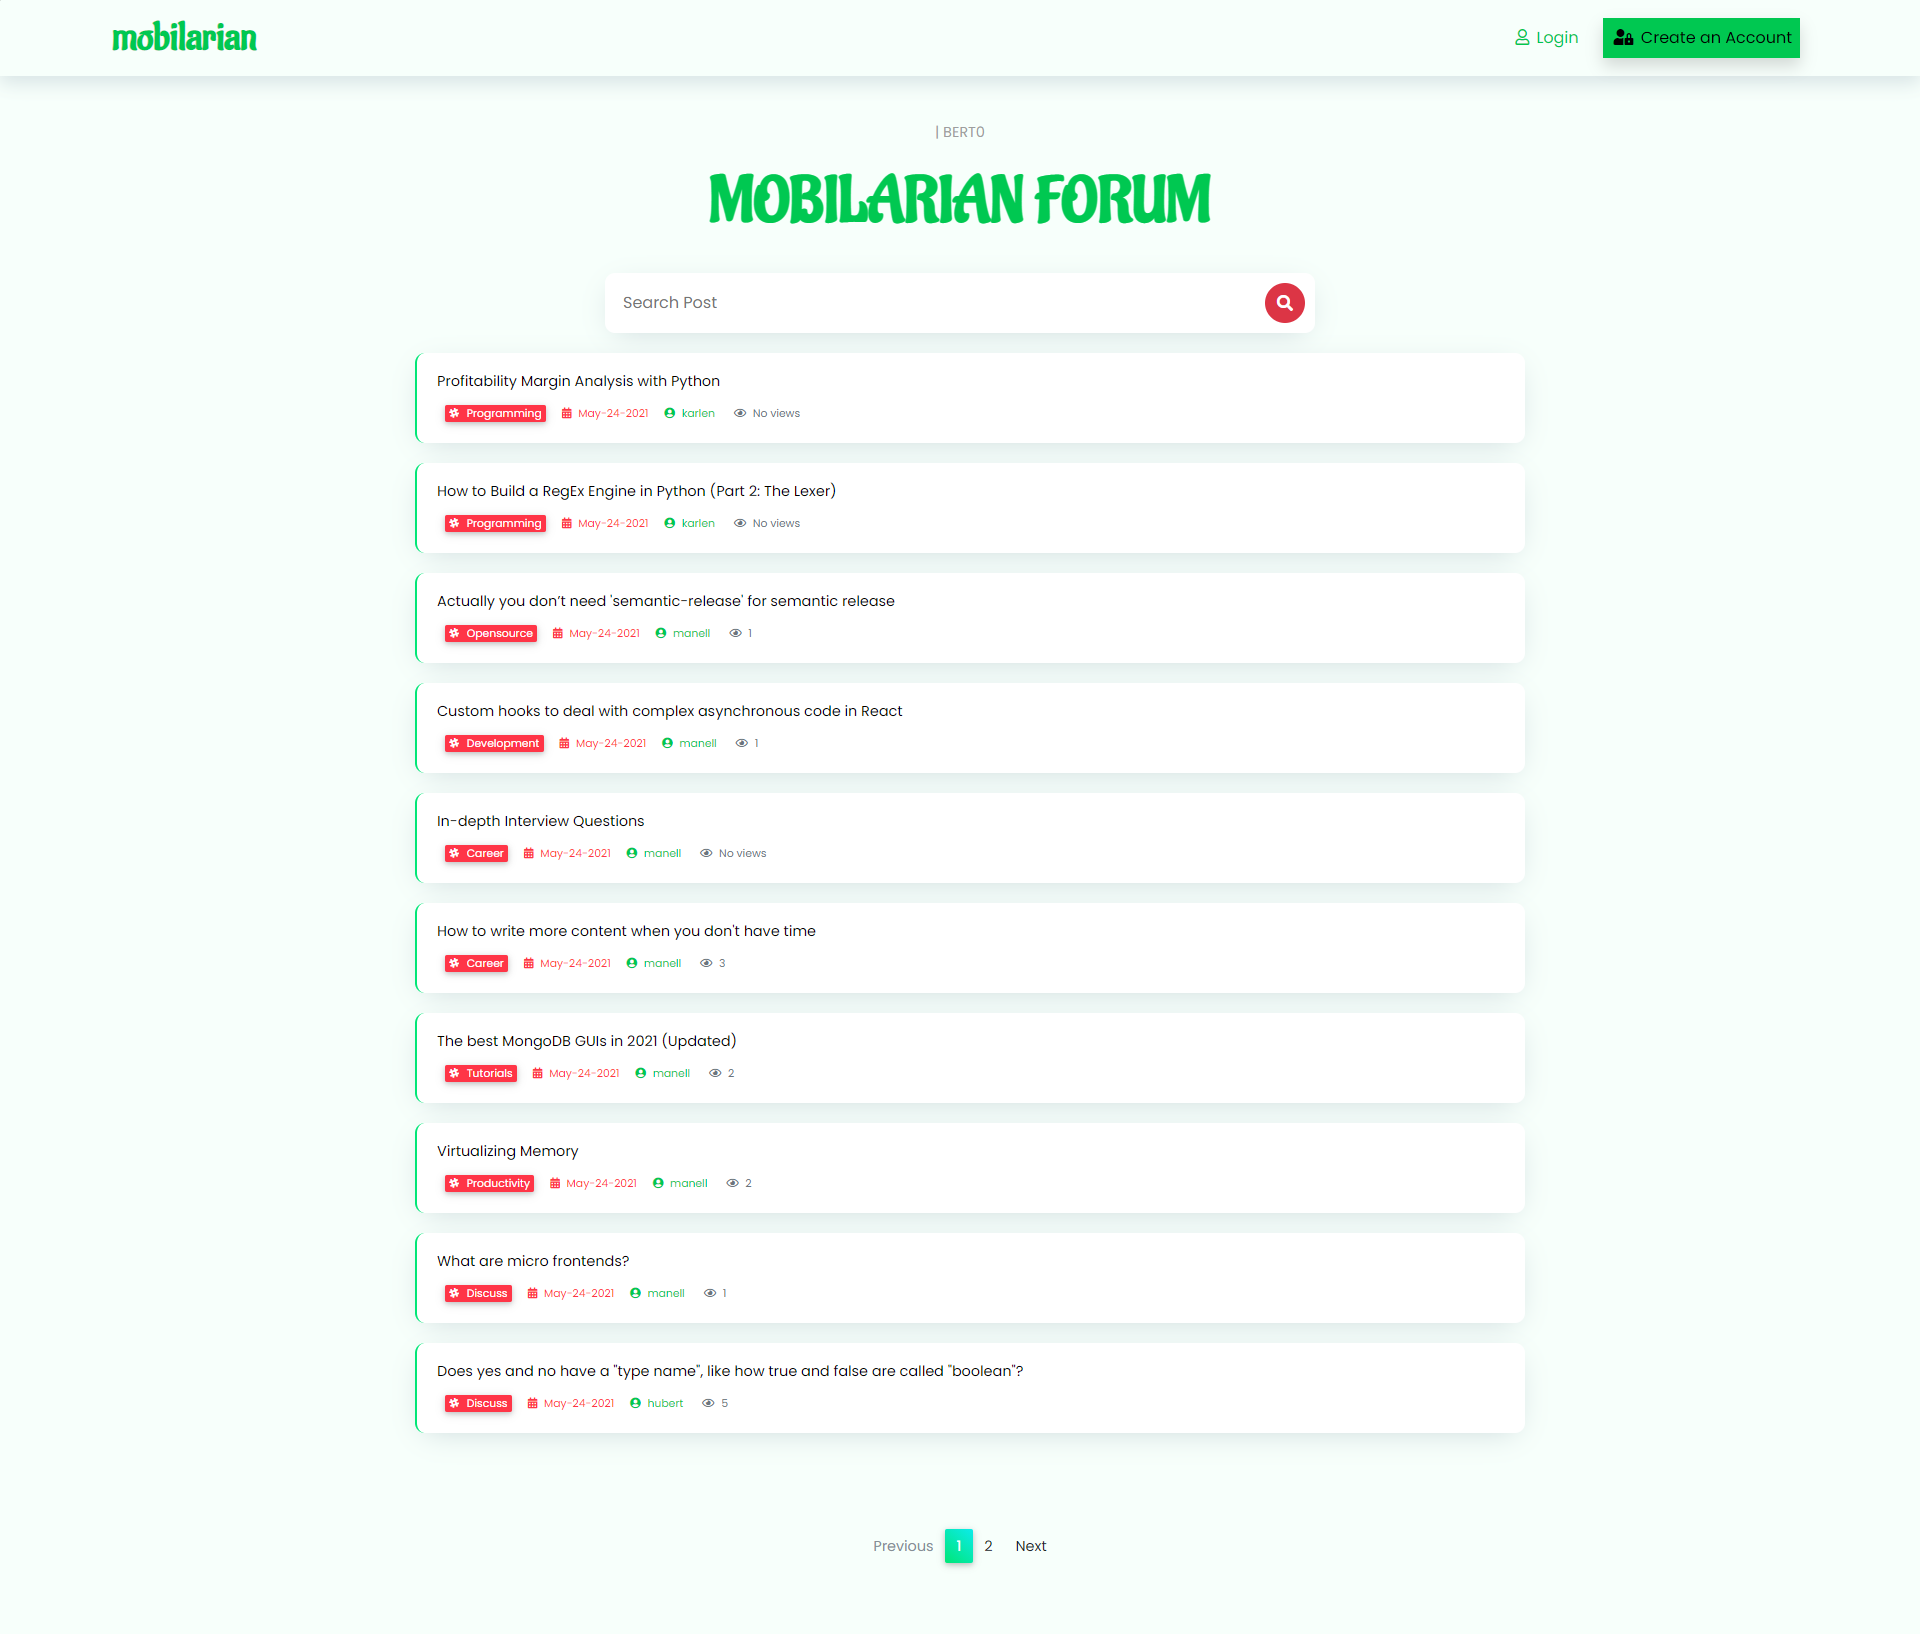 mobilarian
Login
Create an Account
| BERTO
MOBILARIAN FORUM
Search Post
Profitability Margin Analysis with Python
Programming May-24-2021 karlen No views
How to Build a RegEx Engine in Python (Part 2: The Lexer)
Programming May-24-2021 karlen No views
Actually you don’t need 'semantic-release' for semantic release
Opensource May-24-2021 manell 1
Custom hooks to deal with complex asynchronous code in React
Development May-24-2021 manell 1
In-depth Interview Questions
Career May-24-2021 manell No views
How to write more content when you don't have time
Career May-24-2021 manell 3
The best MongoDB GUIs in 2021 (Updated)
Tutorials May-24-2021 manell 2
Virtualizing Memory
Productivity May-24-2021 manell 2
What are micro frontends?
Discuss May-24-2021 manell 1
Does yes and no have a "type name", like how true and false are called "boolean"?
Discuss May-24-2021 hubert 5
Previous 1 2 Next